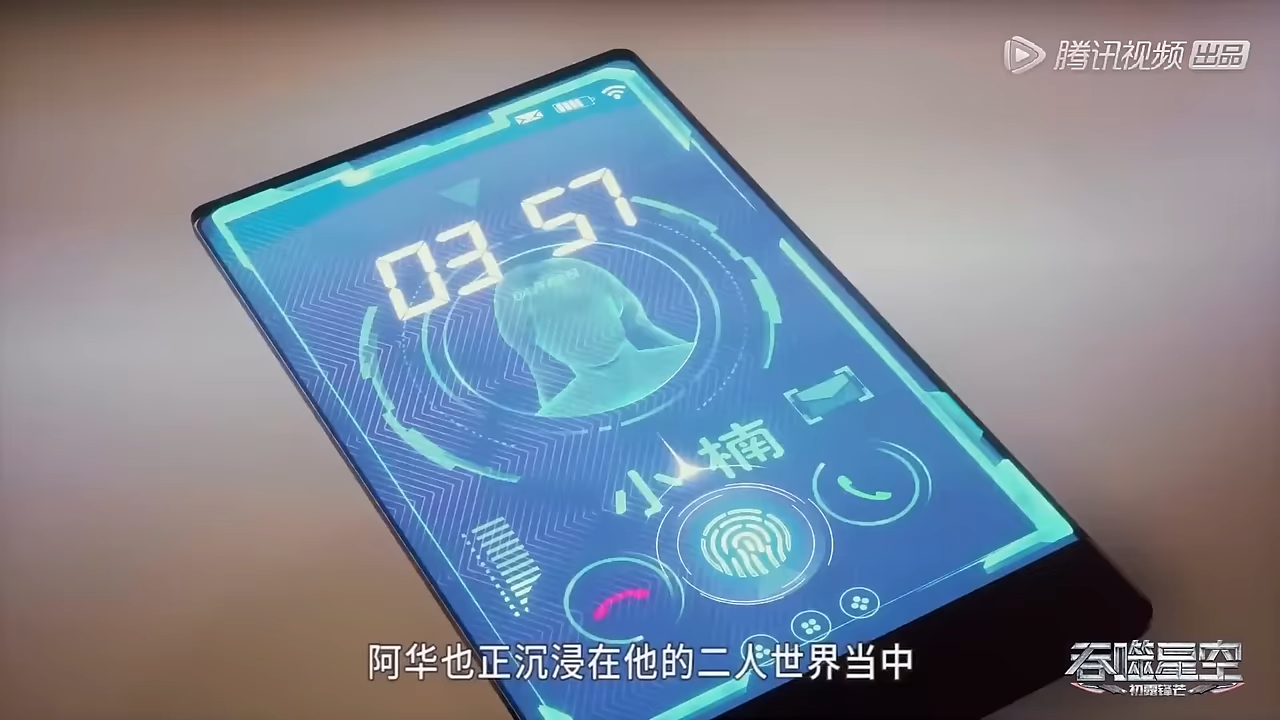 腾讯视频 出品
03 57
小楠
阿华也正沉浸在他的二人世界当中
吞噬星空
初露锋芒